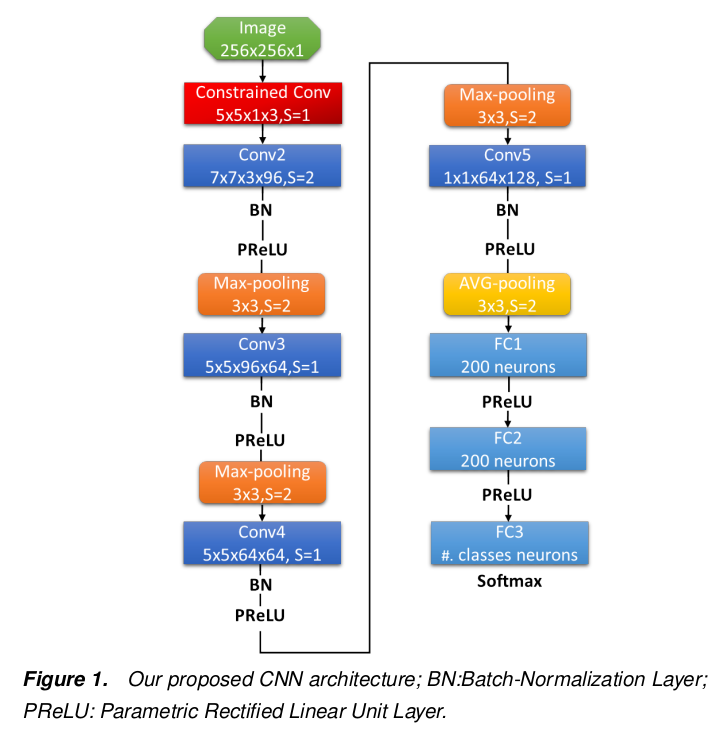 Image
256x256x1
Constrained Conv
5x5x1x3,S=1
Conv2
7x7x3x96,S=2
BN
PReLU
Max-pooling
3x3,S=2
Conv3
5x5x96x64,S=1
BN
PReLU
Max-pooling
3x3,S=2
Conv4
5x5x64x64, S=1
BN
PReLU
Max-pooling
3x3,S=2
Conv5
1x1x64x128, S=1
BN
PReLU
AVG-pooling
3x3,S=2
FC1
200 neurons
PReLU
FC2
200 neurons
PReLU
FC3
#. classes neurons
Softmax
Figure 1. Our proposed CNN architecture; BN:Batch-Normalization Layer;
PReLU: Parametric Rectified Linear Unit Layer.